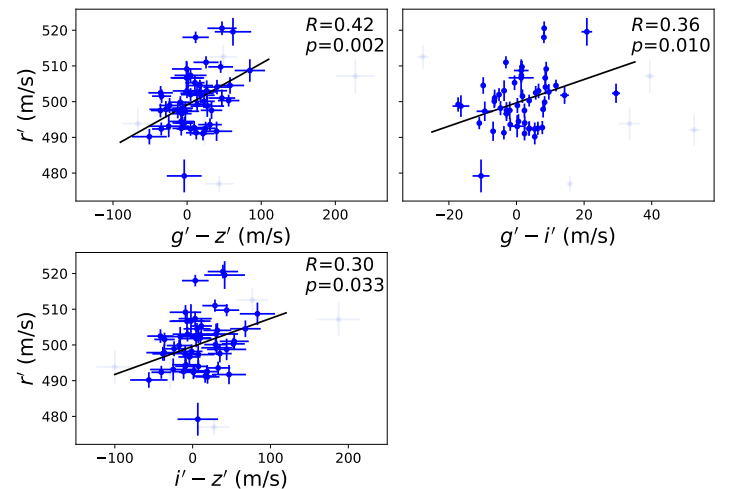 R=0.42
p=0.002
520
510
500
490
480
r′ (m/s)
−100
0
100
200
g′ − z′ (m/s)
R=0.36
p=0.010
−20
0
20
40
g′ − i′ (m/s)
R=0.30
p=0.033
520
510
500
490
480
r′ (m/s)
−100
0
100
200
i′ − z′ (m/s)